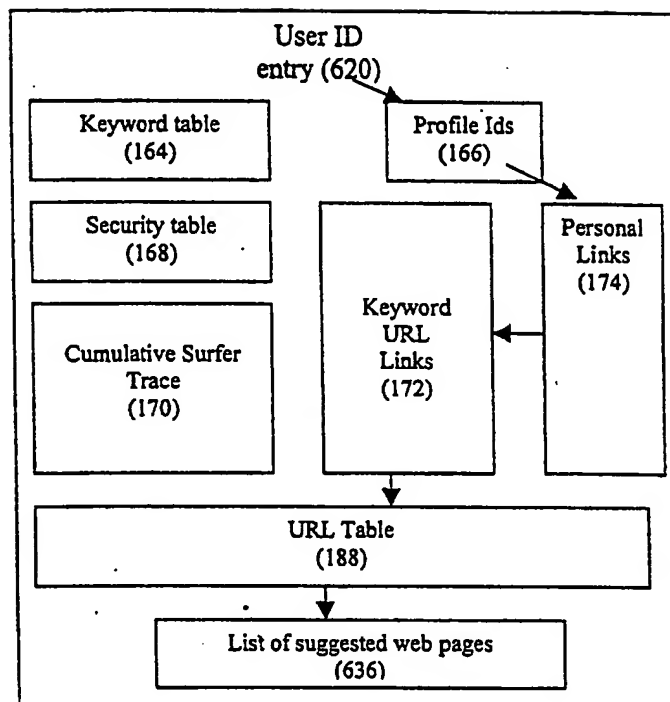 User ID
entry (620)
Keyword table
(164)
Profile Ids
(166)
Security table
(168)
Personal
Links
(174)
Keyword
URL
Links
(172)
Cumulative Surfer
Trace
(170)
URL Table
(188)
List of suggested web pages
(636)